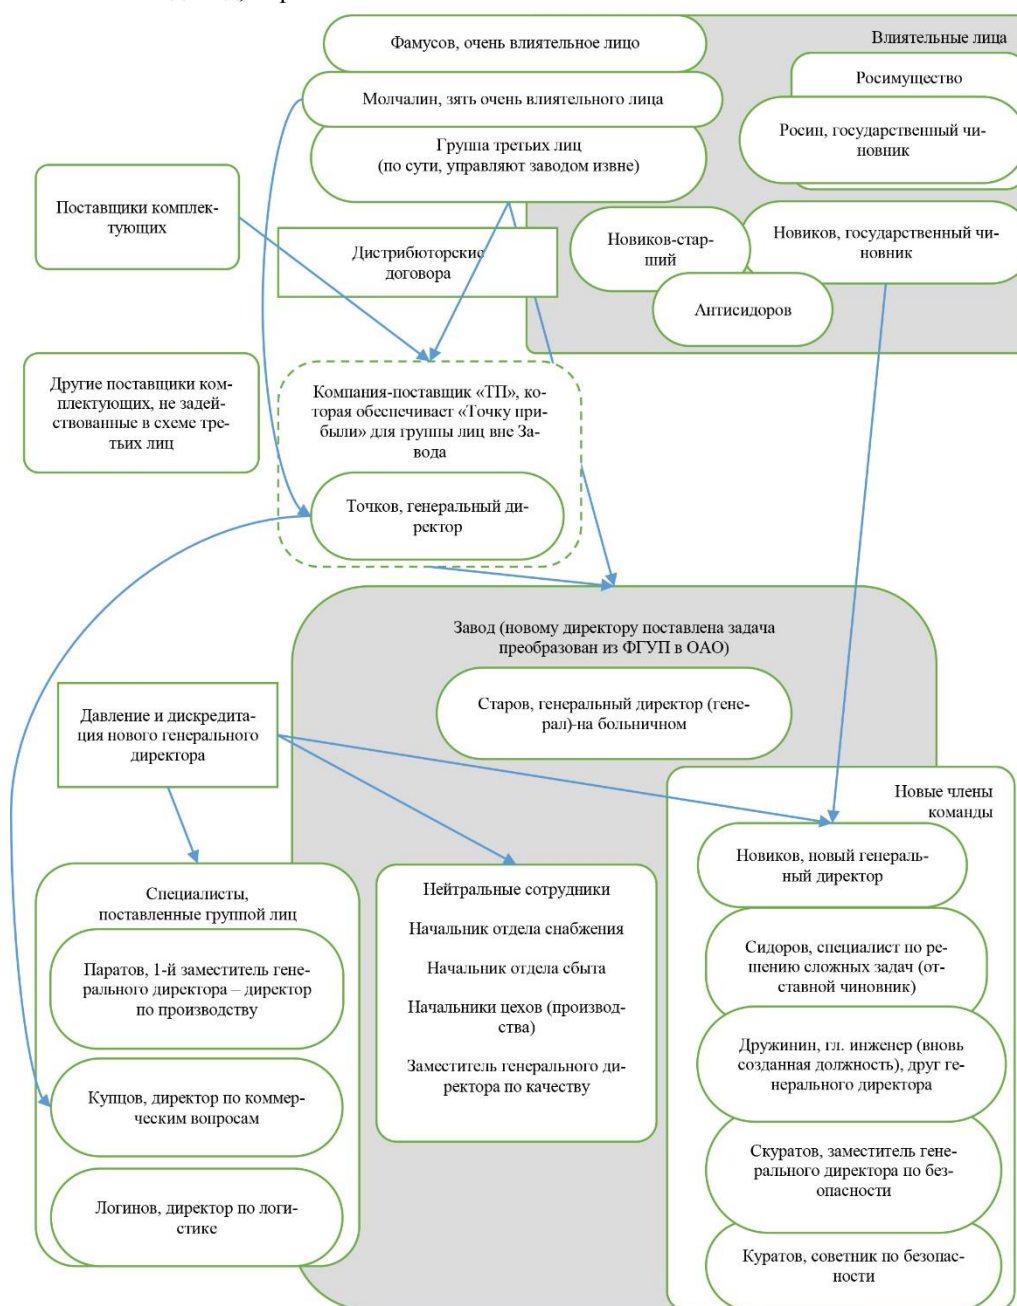 Фамусов, очень влиятельное лицо
Влиятельные лица
Молчалин, зять очень влиятельного лица
Росимущество
Группа третьих лиц
(по сути, управляют заводом извне)
Росин, государственный чи-
новник
Поставщики комплек-
тующих
Дистрибюторские
договора
Новиков-стар-
ший
Новиков, государственный чи-
новник
Антисидоров
Другие поставщики ком-
плектующих, не задей-
ствованные в схеме тре-
тьих лиц
Компания-поставщик «ТП», ко-
торая обеспечивает «Точку при-
были» для группы лиц вне За-
вода
Точков, генеральный ди-
ректор
Завод (новому директору поставлена задача
преобразован из ФГУП в ОАО)
Старов, генеральный директор (гене-
рал)-на больничном
Давление и дискредита-
ция нового генерального
директора
Новые члены
команды
Новиков, новый генераль-
ный директор
Специалисты,
поставленные группой лиц
Нейтральные сотрудники
Начальник отдела снабжения
Начальник отдела сбыта
Начальники цехов (производ-
ства)
Заместитель генерального ди-
ректора по качеству
Паратов, 1-й заместитель гене-
рального директора – директор
по производству
Сидоров, специалист по ре-
шению сложных задач (от-
ставной чиновник)
Дружинин, гл. инженер (вновь
созданная должность), друг ге-
нерального директора
Купцов, директор по коммер-
ческим вопросам
Скуратов, заместитель гене-
рального директора по без-
опасности
Логинов, директор по логи-
стике
Куратов, советник по безопас-
ности